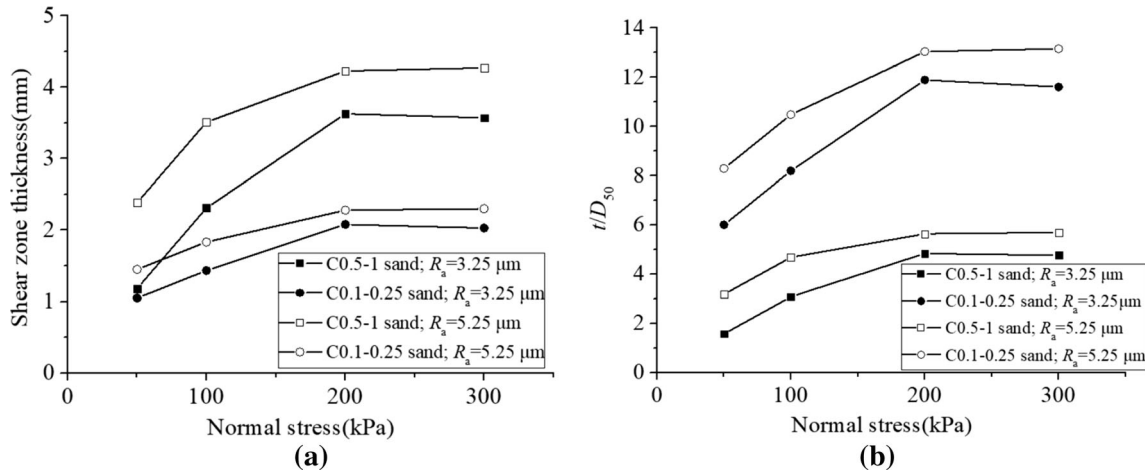 5
4
3
2
1
0
Shear zone thickness(mm)
C0.5-1 sand; Rₐ=3.25 μm
C0.1-0.25 sand; Rₐ=3.25 μm
C0.5-1 sand; Rₐ=5.25 μm
C0.1-0.25 sand; Rₐ=5.25 μm
0 100 200 300
Normal stress(kPa)
(a)
14
12
10
8
6
4
2
0
t/D₅₀
C0.5-1 sand; Rₐ=3.25 μm
C0.1-0.25 sand; Rₐ=3.25 μm
C0.5-1 sand; Rₐ=5.25 μm
C0.1-0.25 sand; Rₐ=5.25 μm
0 100 200 300
Normal stress(kPa)
(b)